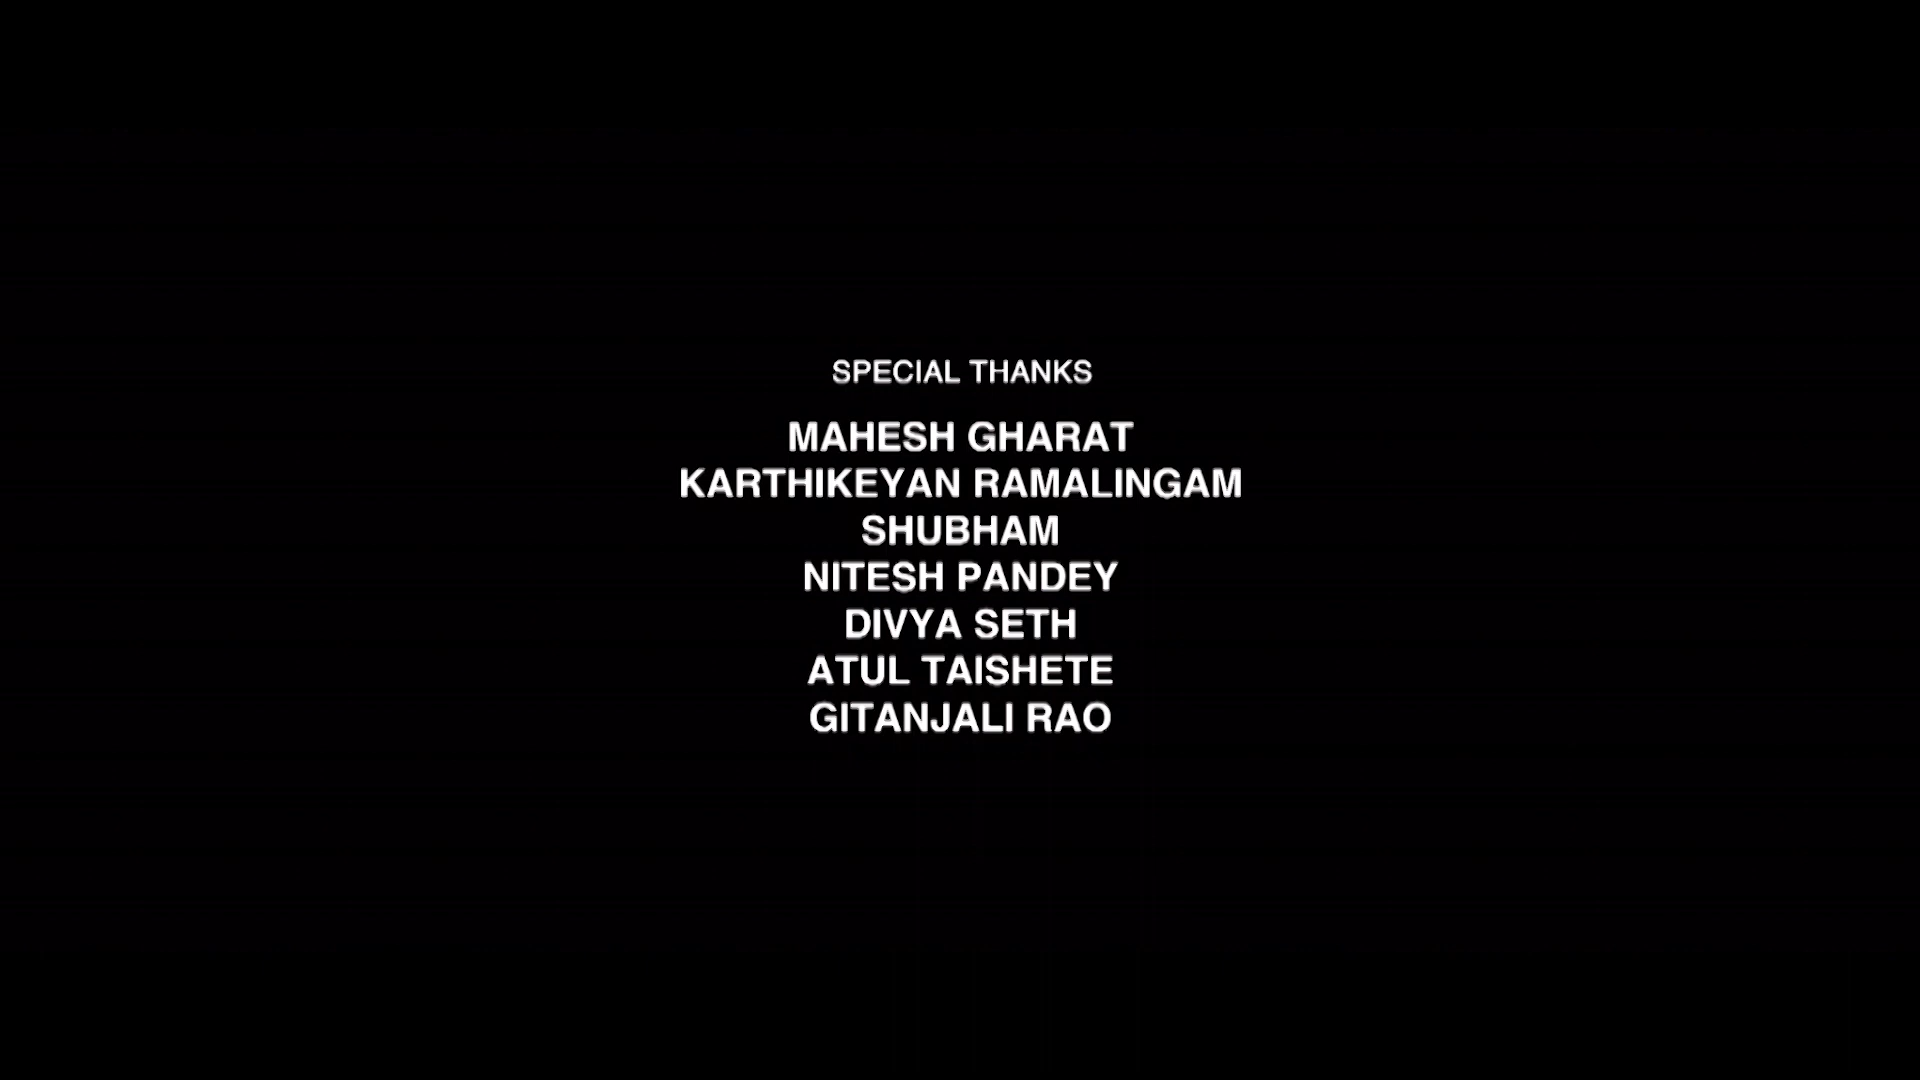 SPECIAL THANKS
MAHESH GHARAT
KARTHIKEYAN RAMALINGAM
SHUBHAM
NITESH PANDEY
DIVYA SETH
ATUL TAISHETE
GITANJALI RAO